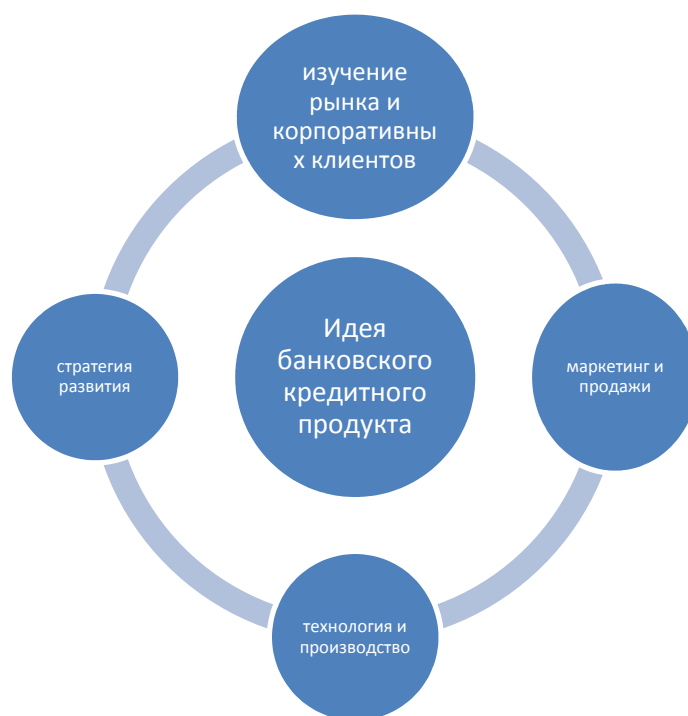 изучение
рынка и
корпоративны
х клиентов
Идея
банковского
кредитного
продукта
стратегия
развития
маркетинг и
продажи
технология и
производство